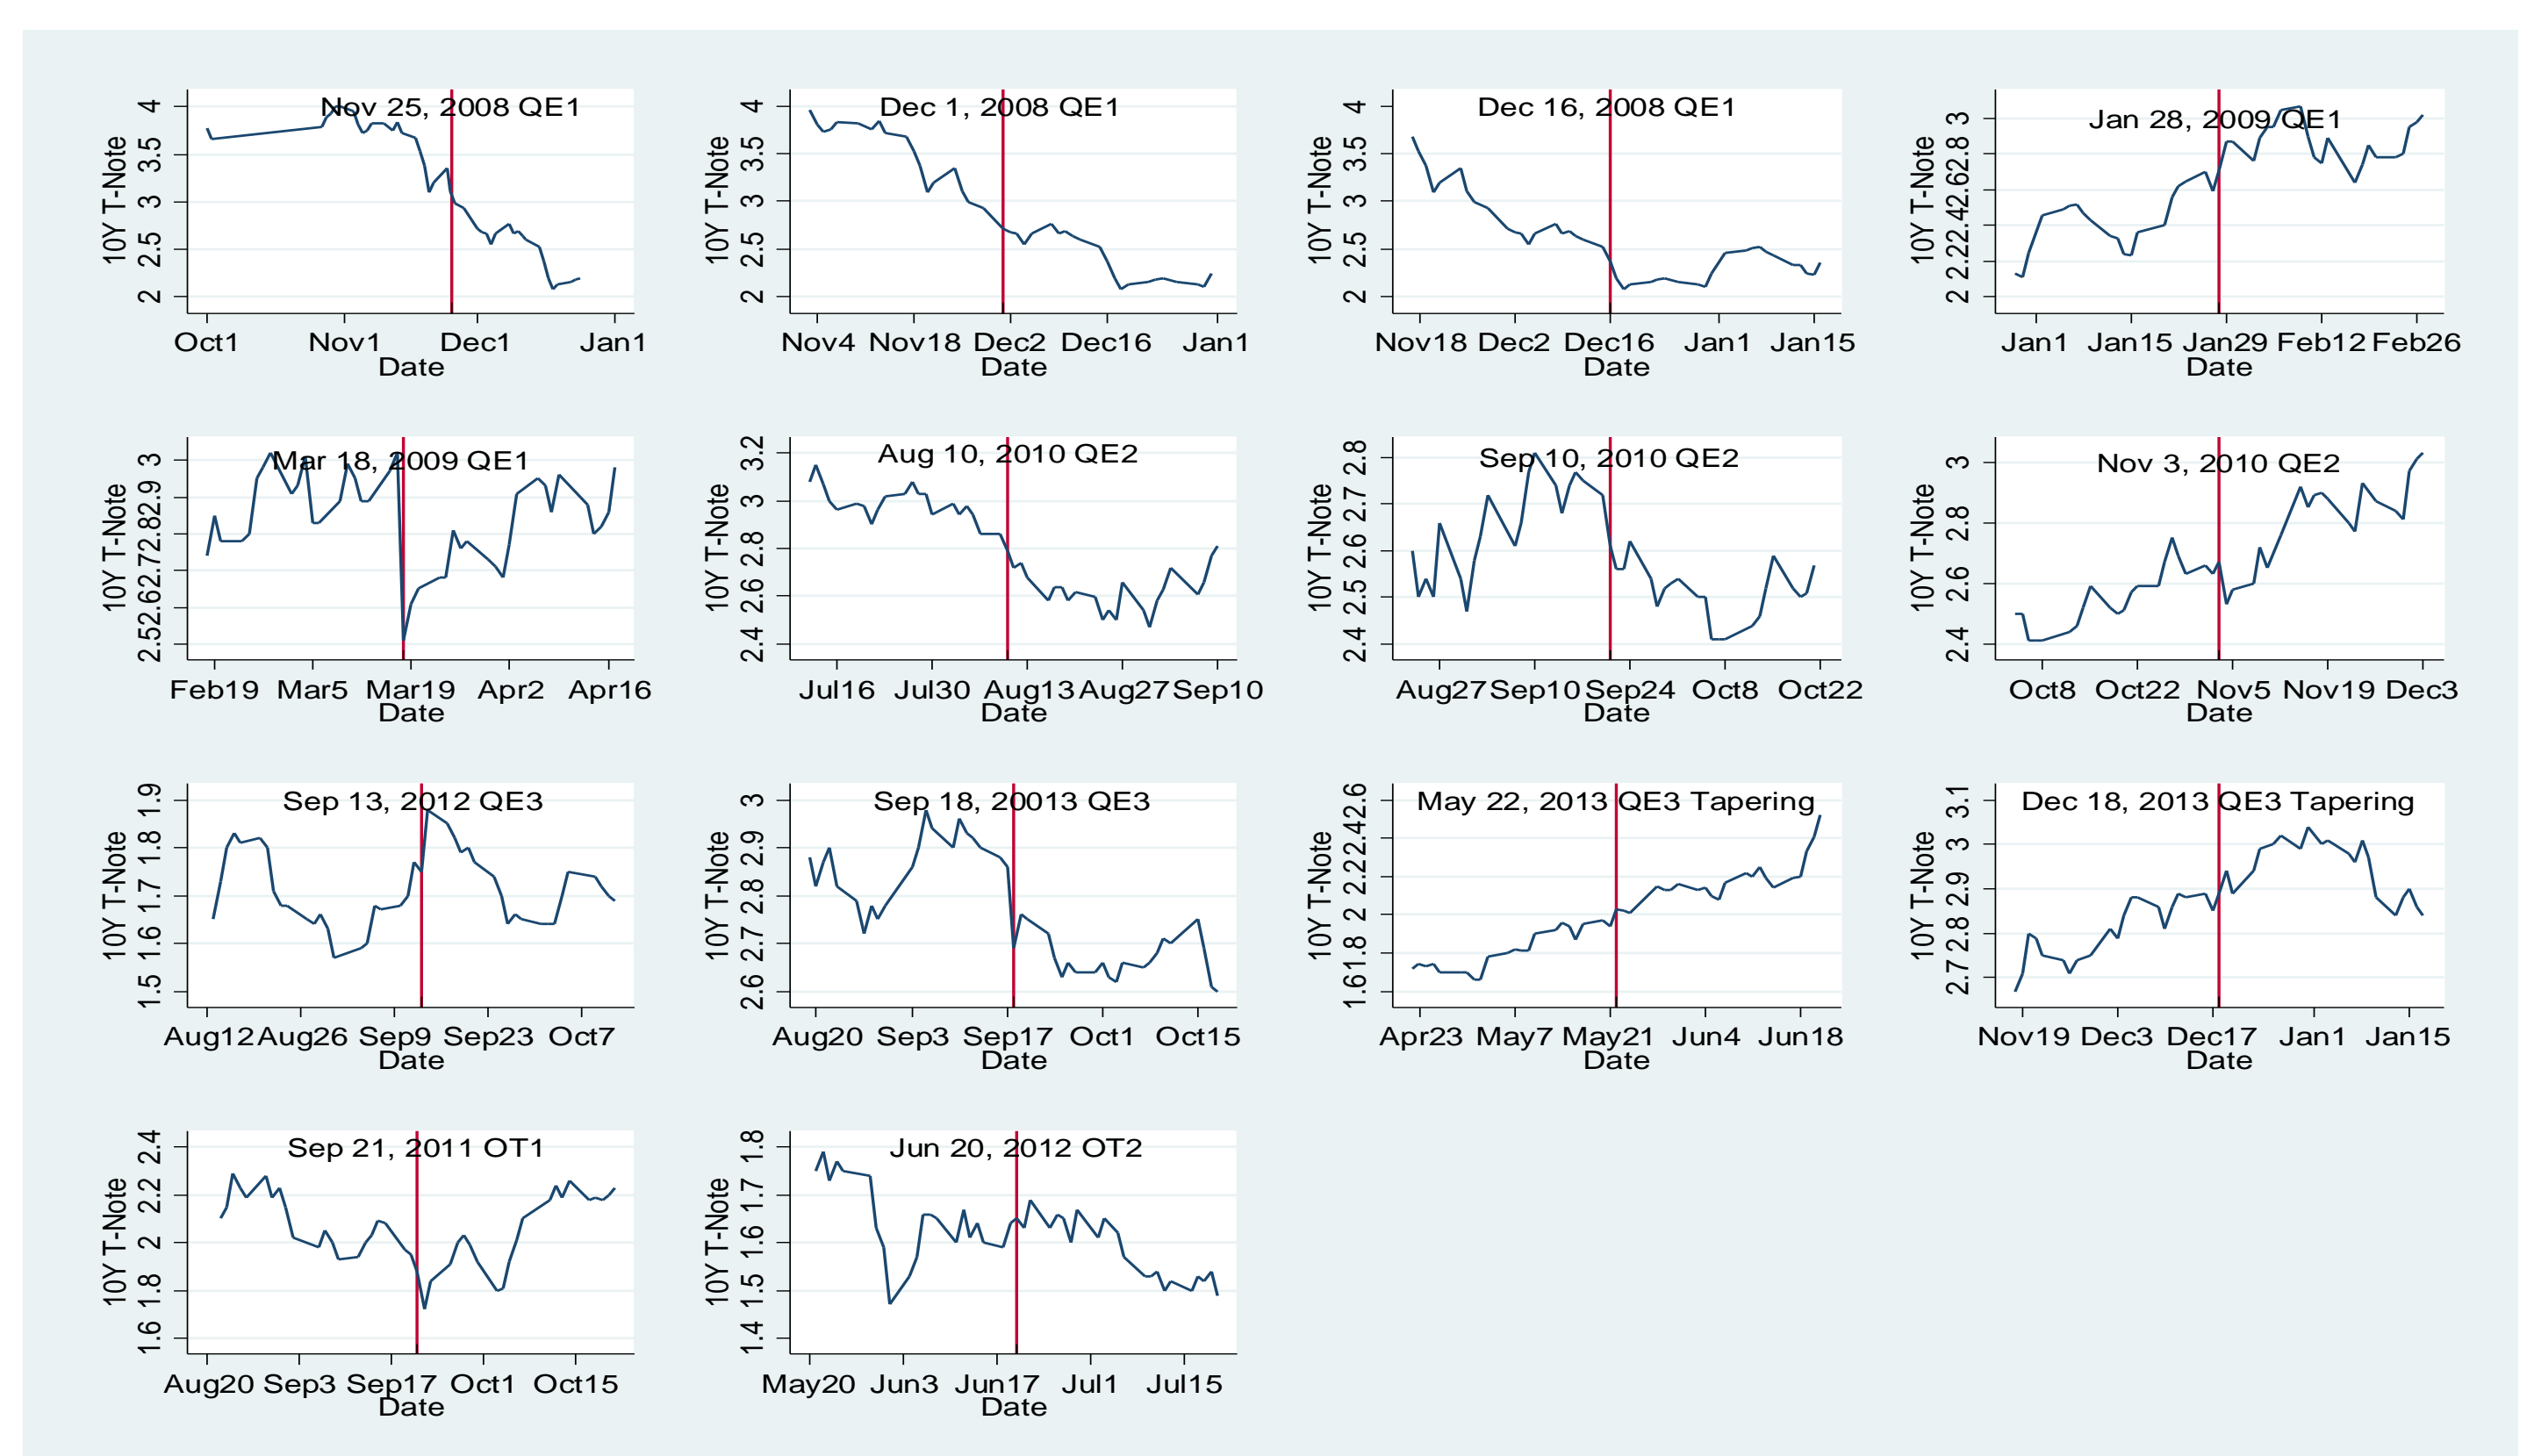 Nov 25, 2008 QE1
10Y T-Note
2 2.5 3 3.5 4
Oct1 Nov1 Dec1 Jan1
Date
Dec 1, 2008 QE1
10Y T-Note
2 2.5 3 3.5 4
Nov4 Nov18 Dec2 Dec16 Jan1
Date
Dec 16, 2008 QE1
10Y T-Note
2 2.5 3 3.5 4
Nov18 Dec2 Dec16 Jan1 Jan15
Date
Jan 28, 2009 QE1
10Y T-Note
2 2.2 2.4 2.6 2.8 3
Jan1 Jan15 Jan29 Feb12 Feb26
Date
Mar 18, 2009 QE1
10Y T-Note
2.5 2.6 2.7 2.8 2.9 3
Feb19 Mar5 Mar19 Apr2 Apr16
Date
Aug 10, 2010 QE2
10Y T-Note
2.4 2.6 2.8 3 3.2
Jul16 Jul30 Aug13 Aug27 Sep10
Date
Sep 10, 2010 QE2
10Y T-Note
2.4 2.5 2.6 2.7 2.8
Aug27 Sep10 Sep24 Oct8 Oct22
Date
Nov 3, 2010 QE2
10Y T-Note
2.4 2.6 2.8 3
Oct8 Oct22 Nov5 Nov19 Dec3
Date
Sep 13, 2012 QE3
10Y T-Note
1.5 1.6 1.7 1.8 1.9
Aug12 Aug26 Sep9 Sep23 Oct7
Date
Sep 18, 20013 QE3
10Y T-Note
2.6 2.7 2.8 2.9 3
Aug20 Sep3 Sep17 Oct1 Oct15
Date
May 22, 2013 QE3 Tapering
10Y T-Note
1.6 1.8 2 2.2 2.4 2.6
Apr23 May7 May21 Jun4 Jun18
Date
Dec 18, 2013 QE3 Tapering
10Y T-Note
2.7 2.8 2.9 3 3.1
Nov19 Dec3 Dec17 Jan1 Jan15
Date
Sep 21, 2011 OT1
10Y T-Note
1.6 1.8 2 2.2 2.4
Aug20 Sep3 Sep17 Oct1 Oct15
Date
Jun 20, 2012 OT2
10Y T-Note
1.4 1.5 1.6 1.7 1.8
May20 Jun3 Jun17 Jul1 Jul15
Date